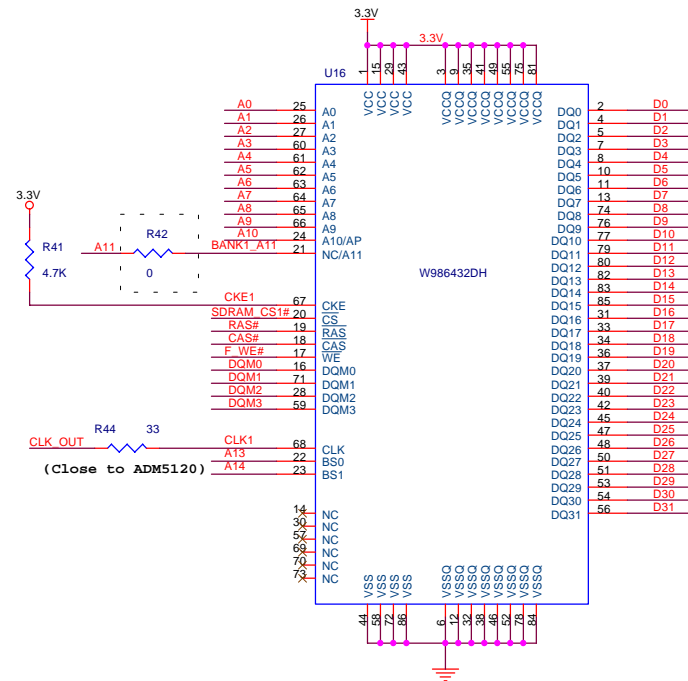 3.3V
3.3V
U16
1 15 29 43 3 9 35 41 49 55 75 81
VCC VCC VCC VCC VCCQ VCCQ VCCQ VCCQ VCCQ VCCQ VCCQ VCCQ
W986432DH
A0 25 A0
A1 26 A1
A2 27 A2
A3 60 A3
A4 61 A4
A5 62 A5
A6 63 A6
A7 64 A7
A8 65 A8
A9 66 A9
A10 24 A10/AP
A11 R42 0 BANK1_A11 21 NC/A11
3.3V
R41
4.7K
CKE1 67 CKE
SDRAM_CS1# 20 CS
RAS# 19 RAS
CAS# 18 CAS
F_WE# 17 WE
DQM0 16 DQM0
DQM1 71 DQM1
DQM2 28 DQM2
DQM3 59 DQM3
CLK_OUT R44 33 CLK1 68 CLK
(Close to ADM5120)
A13 22 BS0
A14 23 BS1
14 NC
30 NC
57 NC
69 NC
70 NC
73 NC
DQ0 2 D0
DQ1 4 D1
DQ2 5 D2
DQ3 7 D3
DQ4 8 D4
DQ5 10 D5
DQ6 11 D6
DQ7 13 D7
DQ8 74 D8
DQ9 76 D9
DQ10 77 D10
DQ11 79 D11
DQ12 80 D12
DQ13 82 D13
DQ14 83 D14
DQ15 85 D15
DQ16 31 D16
DQ17 33 D17
DQ18 34 D18
DQ19 36 D19
DQ20 37 D20
DQ21 39 D21
DQ22 40 D22
DQ23 42 D23
DQ24 45 D24
DQ25 47 D25
DQ26 48 D26
DQ27 50 D27
DQ28 51 D28
DQ29 53 D29
DQ30 54 D30
DQ31 56 D31
VSS VSS VSS VSS VSSQ VSSQ VSSQ VSSQ VSSQ VSSQ VSSQ VSSQ
44 58 72 86 6 12 32 38 46 52 78 84